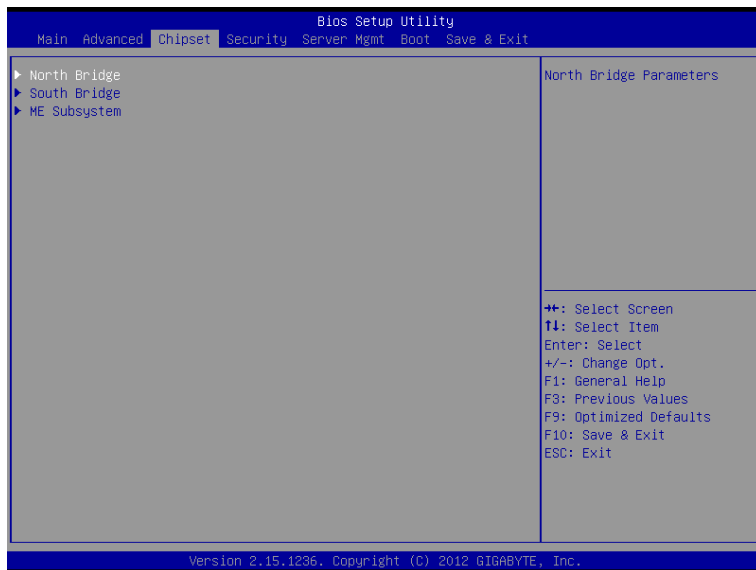 Bios Setup Utility
Main Advanced Chipset Security Server Mgmt Boot Save & Exit
▶ North Bridge
▶ South Bridge
▶ ME Subsystem
North Bridge Parameters
→←: Select Screen
↑↓: Select Item
Enter: Select
+/-: Change Opt.
F1: General Help
F3: Previous Values
F9: Optimized Defaults
F10: Save & Exit
ESC: Exit
Version 2.15.1236. Copyright (C) 2012 GIGABYTE, Inc.